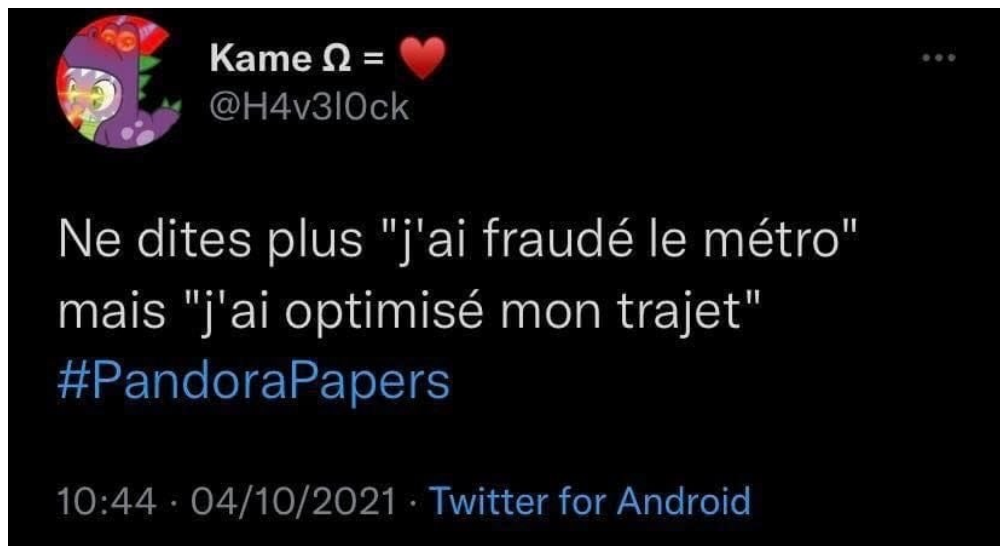 Kame Ω = ♥
@H4v3l0ck
Ne dites plus "j'ai fraudé le métro"
mais "j'ai optimisé mon trajet"
#PandoraPapers
10:44 · 04/10/2021 · Twitter for Android